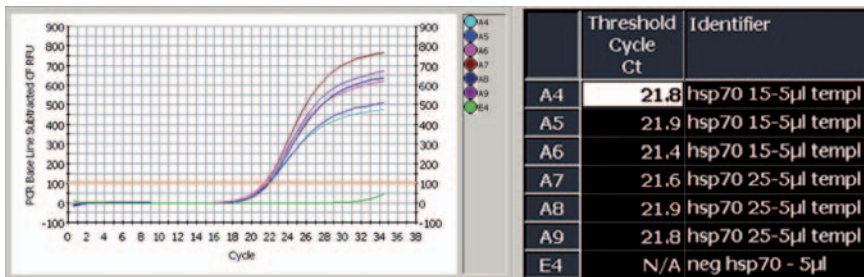 PCR Base Line Subtracted CF RFU
900 900
800 800
700 700
600 600
500 500
400 400
300 300
200 200
100 100
0 0
-100 -100
0 2 4 6 8 10 12 14 16 18 20 22 24 26 28 30 32 34 36 38
Cycle
A4
A5
A6
A7
A8
A9
E4
Threshold Cycle Ct Identifier
A4 21.8 hsp70 15-5µl templ
A5 21.9 hsp70 15-5µl templ
A6 21.4 hsp70 15-5µl templ
A7 21.6 hsp70 25-5µl templ
A8 21.9 hsp70 25-5µl templ
A9 21.8 hsp70 25-5µl templ
E4 N/A neg hsp70 - 5µl